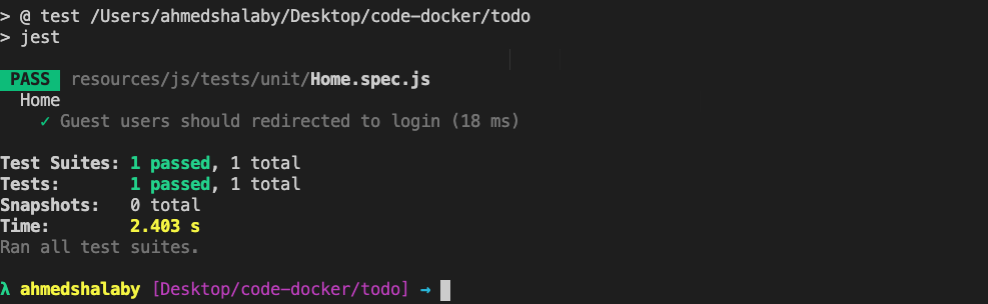 > @ test /Users/ahmedshalaby/Desktop/code-docker/todo
> jest
PASS resources/js/tests/unit/Home.spec.js
Home
✓ Guest users should redirected to login (18 ms)
Test Suites: 1 passed, 1 total
Tests: 1 passed, 1 total
Snapshots: 0 total
Time: 2.403 s
Ran all test suites.
λ ahmedshalaby [Desktop/code-docker/todo] →